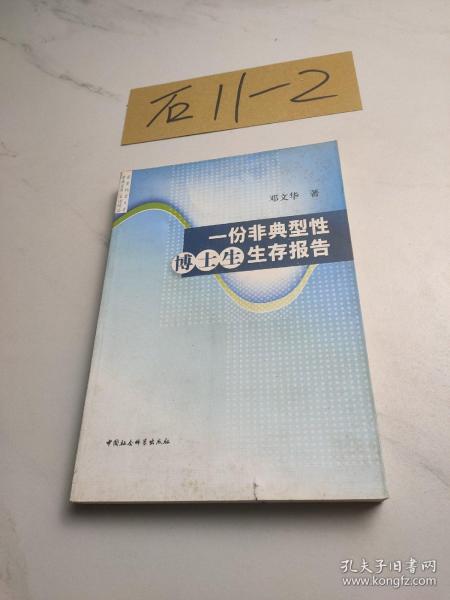 石11-2
邓文华 著
一份非典型性
博士生生存报告
中国社会科学出版社
孔夫子旧书网
www.kongfz.com